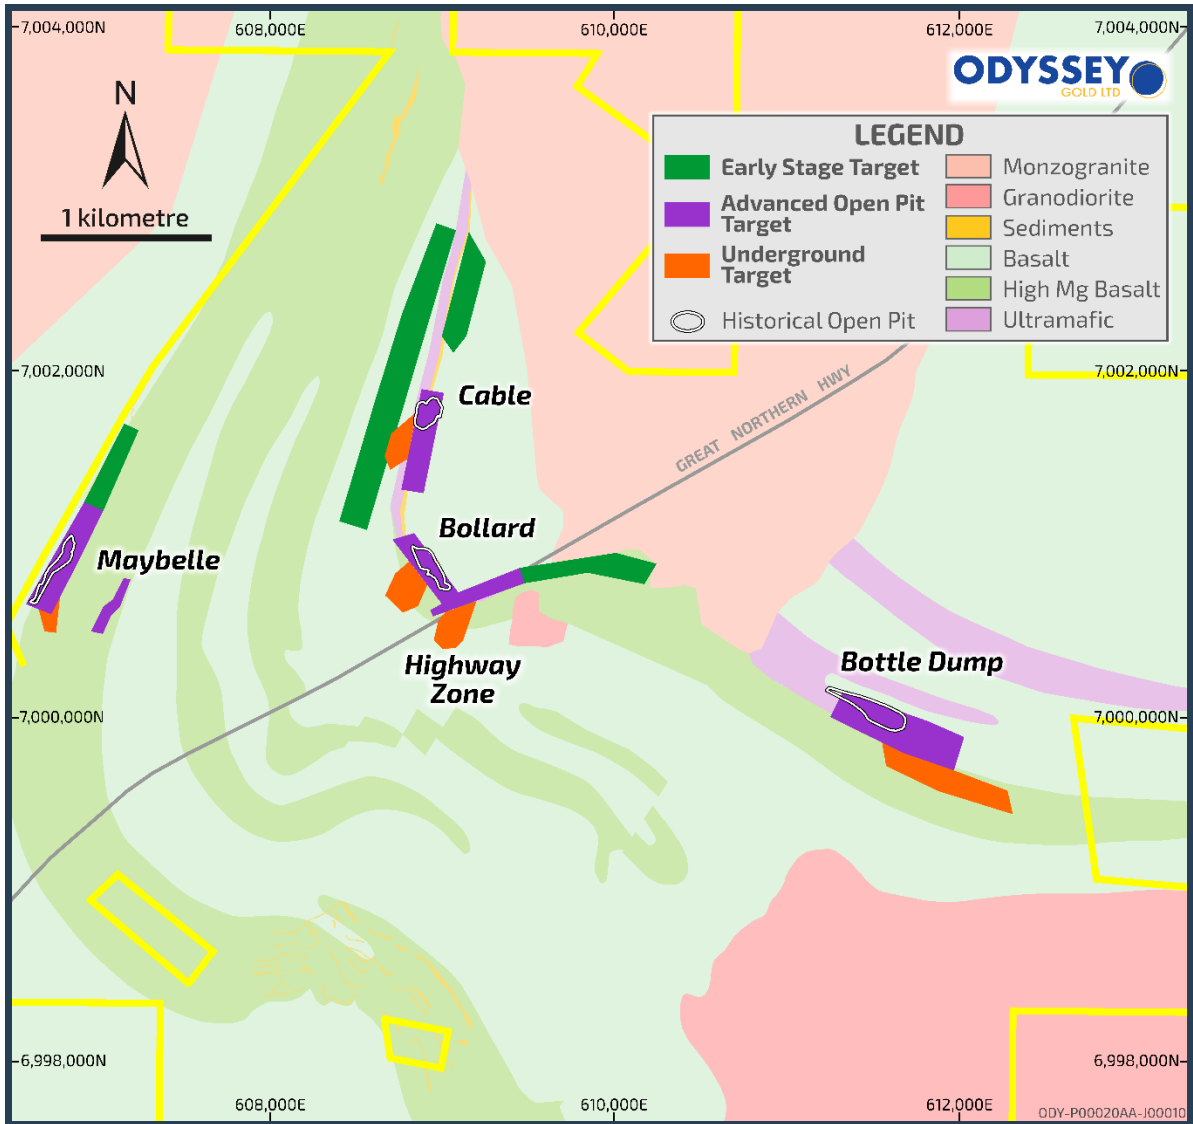 7,004,000N
608,000E
610,000E
612,000E
7,004,000N
ODYSSEY
GOLD LTD
N
1 kilometre
LEGEND
Early Stage Target
Advanced Open Pit
Target
Underground
Target
Historical Open Pit
Monzogranite
Granodiorite
Sediments
Basalt
High Mg Basalt
Ultramafic
7,002,000N
7,002,000N
GREAT NORTHERN HWY
Cable
Bollard
Maybelle
Highway
Zone
Bottle Dump
7,000,000N
7,000,000N
6,998,000N
6,998,000N
608,000E
610,000E
612,000E
ODY-P00020AA-J00010